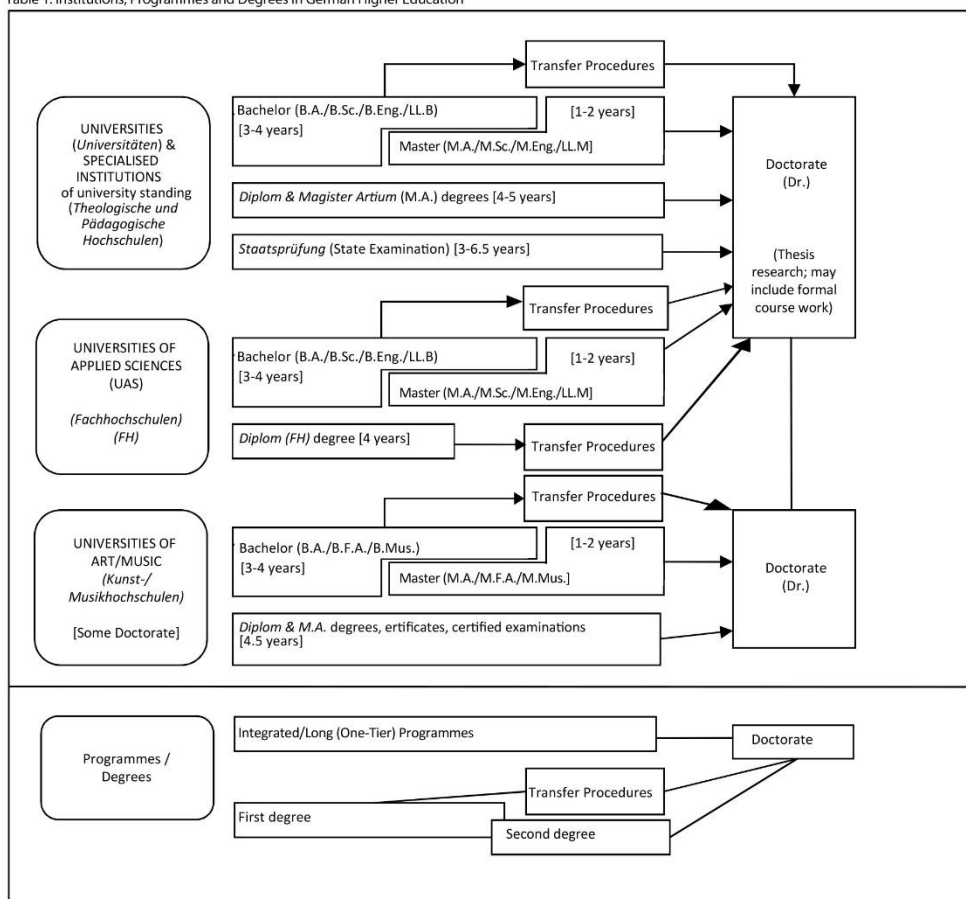 Table 1: Institutions, Programmes and Degrees in German Higher Education
UNIVERSITIES
(Universitäten) &
SPECIALISED
INSTITUTIONS
of university standing
(Theologische und
Pädagogische
Hochschulen)
Transfer Procedures
Bachelor (B.A./B.Sc./B.Eng./LL.B)
[3-4 years]
[1-2 years]
Master (M.A./M.Sc./M.Eng./LL.M]
Diplom & Magister Artium (M.A.) degrees [4-5 years]
Staatsprüfung (State Examination) [3-6.5 years]
Doctorate
(Dr.)
(Thesis
research; may
include formal
course work)
UNIVERSITIES OF
APPLIED SCIENCES
(UAS)
(Fachhochschulen)
(FH)
Transfer Procedures
Bachelor (B.A./B.Sc./B.Eng./LL.B)
[3-4 years]
[1-2 years]
Master (M.A./M.Sc./M.Eng./LL.M]
Diplom (FH) degree [4 years]
Transfer Procedures
UNIVERSITIES OF
ART/MUSIC
(Kunst-/
Musikhochschulen)
[Some Doctorate]
Transfer Procedures
Bachelor (B.A./B.F.A./B.Mus.)
[3-4 years]
[1-2 years]
Master (M.A./M.F.A./M.Mus.]
Diplom & M.A. degrees, ertificates, certified examinations
[4.5 years]
Doctorate
(Dr.)
Programmes /
Degrees
Integrated/Long (One-Tier) Programmes
Doctorate
Transfer Procedures
First degree
Second degree